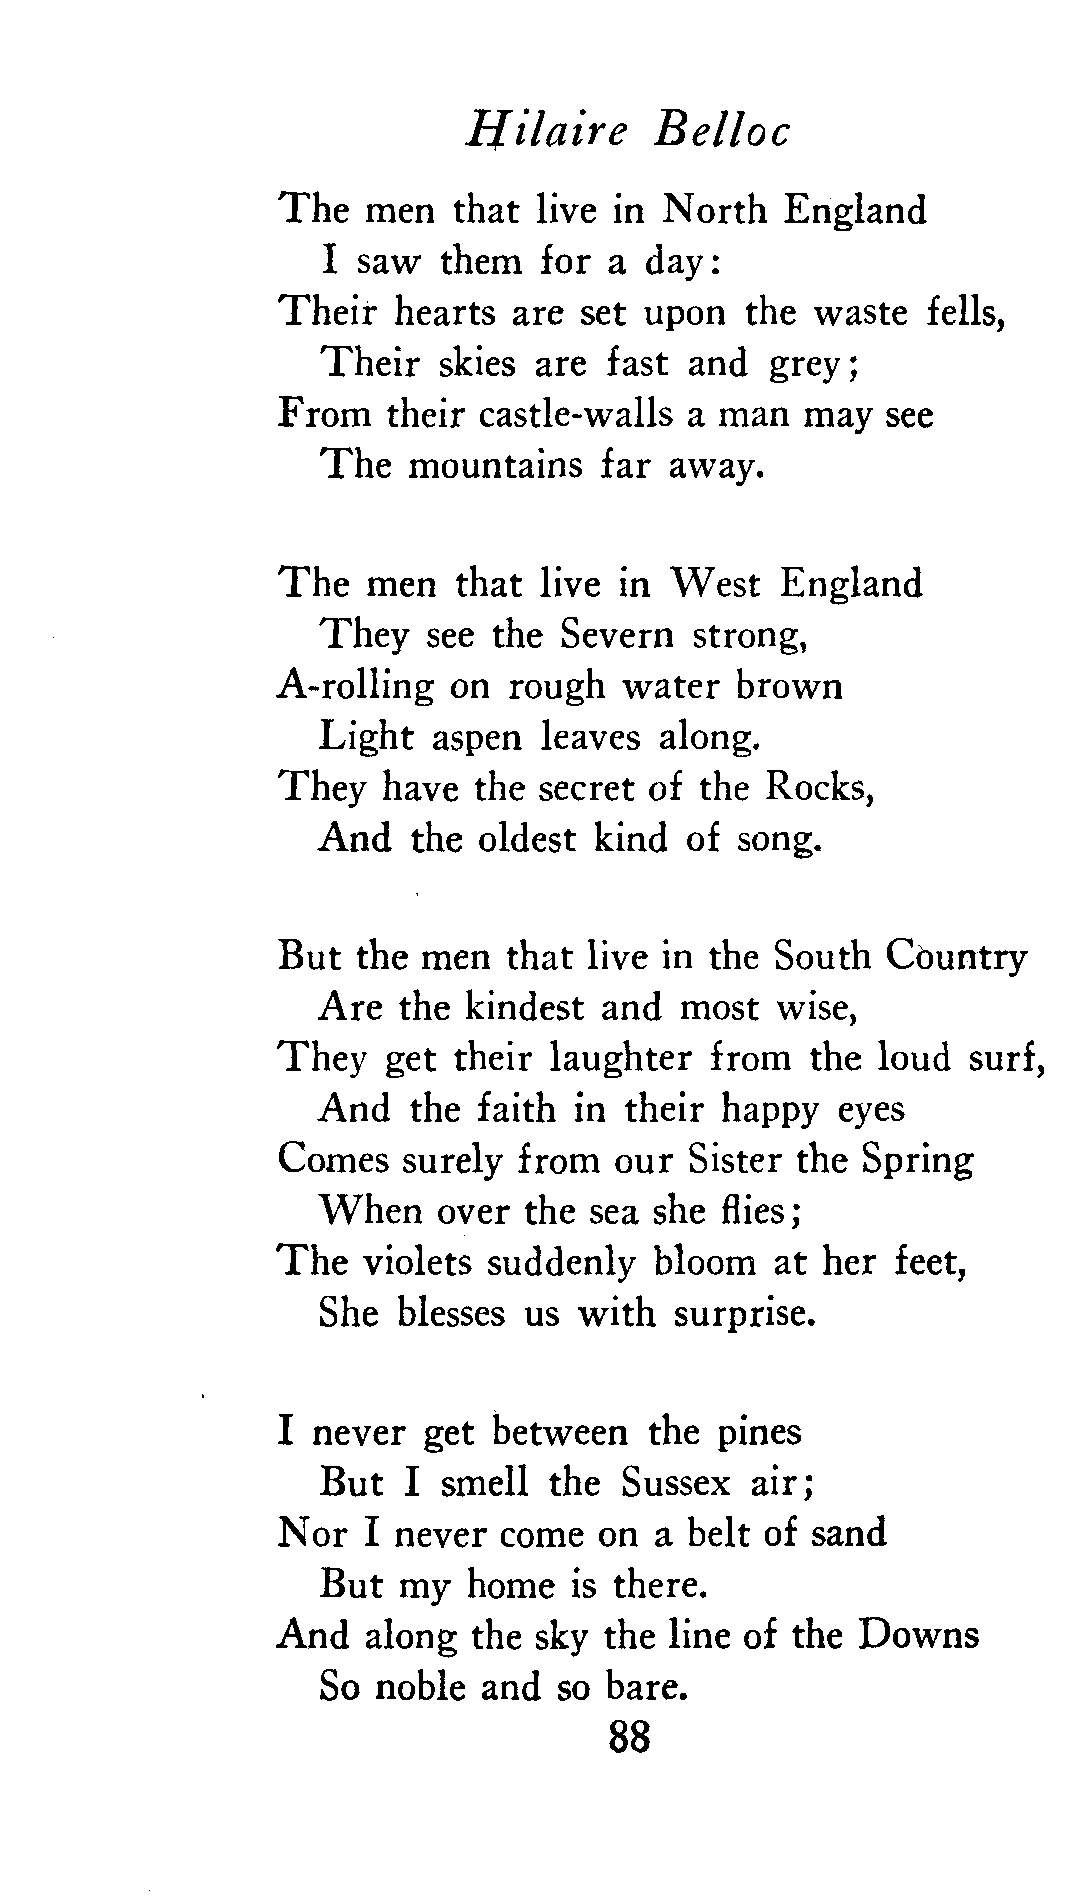 Hilaire Belloc
The men that live in North England
I saw them for a day:
Their hearts are set upon the waste fells,
Their skies are fast and grey;
From their castle-walls a man may see
The mountains far away.
The men that live in West England
They see the Severn strong,
A-rolling on rough water brown
Light aspen leaves along.
They have the secret of the Rocks,
And the oldest kind of song.
But the men that live in the South Country
Are the kindest and most wise,
They get their laughter from the loud surf,
And the faith in their happy eyes
Comes surely from our Sister the Spring
When over the sea she flies;
The violets suddenly bloom at her feet,
She blesses us with surprise.
I never get between the pines
But I smell the Sussex air;
Nor I never come on a belt of sand
But my home is there.
And along the sky the line of the Downs
So noble and so bare.
88